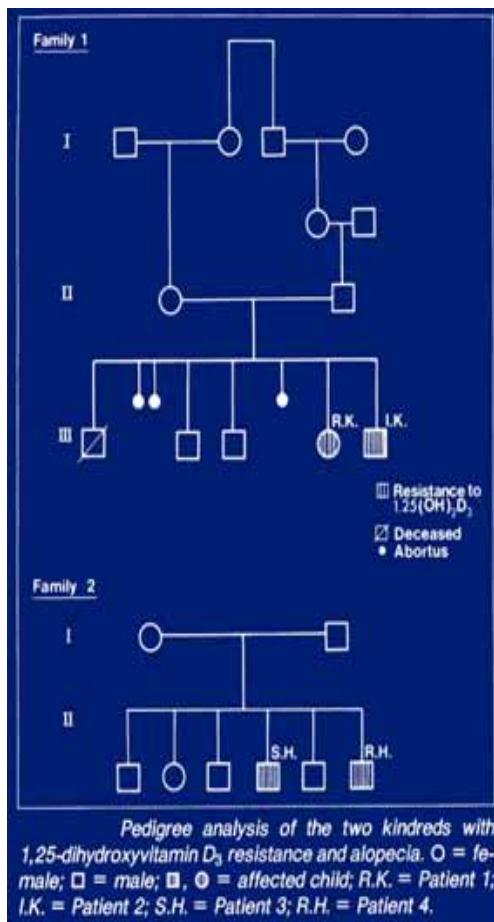 Family 1
I
II
R.K.
I.K.
III
Resistance to
1.25(OH)₂D₃
Deceased
Abortus
Family 2
I
II
S.H.
R.H.
Pedigree analysis of the two kindreds with
1,25-dihydroxyvitamin D₃ resistance and alopecia. O = fe-
male; □ = male; ▥, ◍ = affected child; R.K. = Patient 1;
I.K. = Patient 2; S.H. = Patient 3; R.H. = Patient 4.